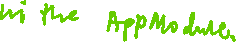 in the AppModule.